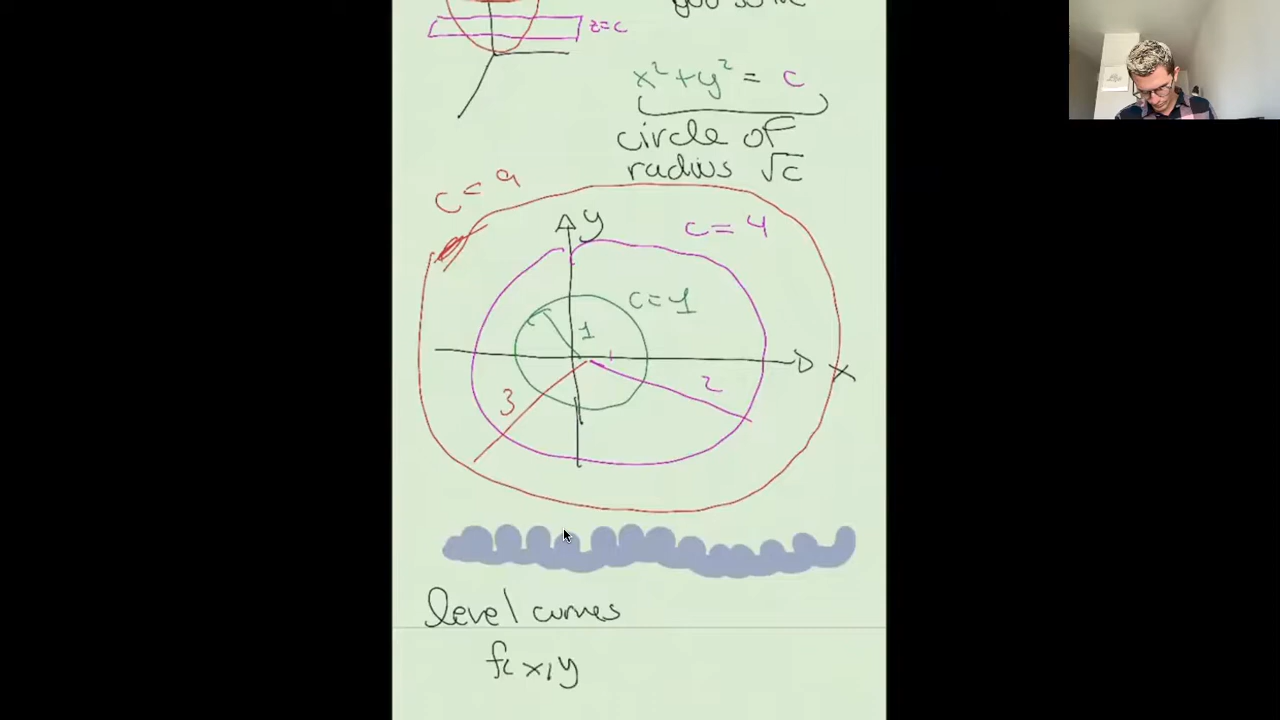 z=c
x²+y² = c
circle of
radius √c
c = 9
y
c = 4
c=1
1
x
2
3
level curves
f(x,y